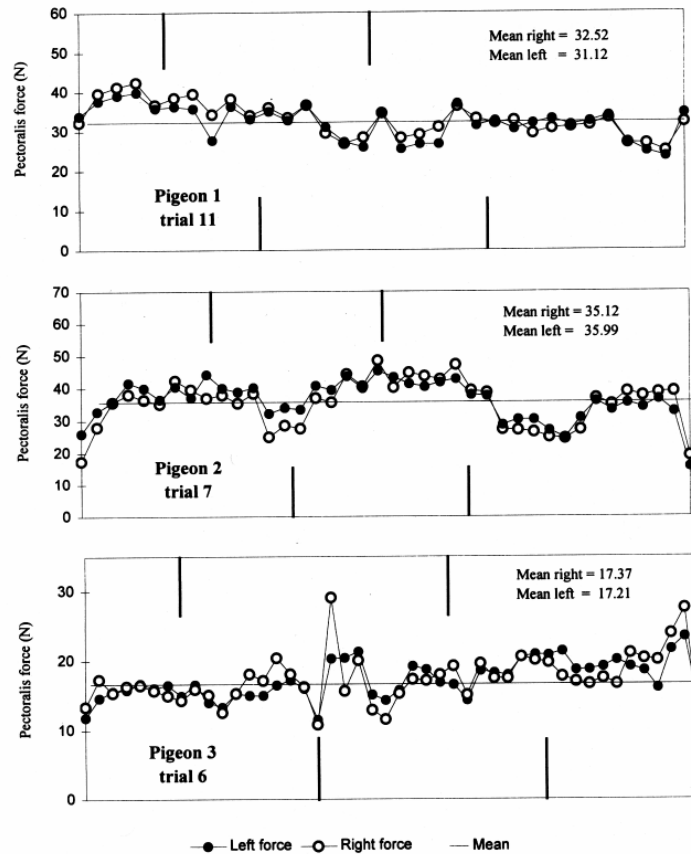 60
50
40
30
20
10
0
Pectoralis force (N)
Mean right = 32.52
Mean left = 31.12
Pigeon 1
trial 11
70
60
50
40
30
20
10
0
Pectoralis force (N)
Mean right = 35.12
Mean left = 35.99
Pigeon 2
trial 7
30
20
10
0
Pectoralis force (N)
Mean right = 17.37
Mean left = 17.21
Pigeon 3
trial 6
Left force
Right force
Mean